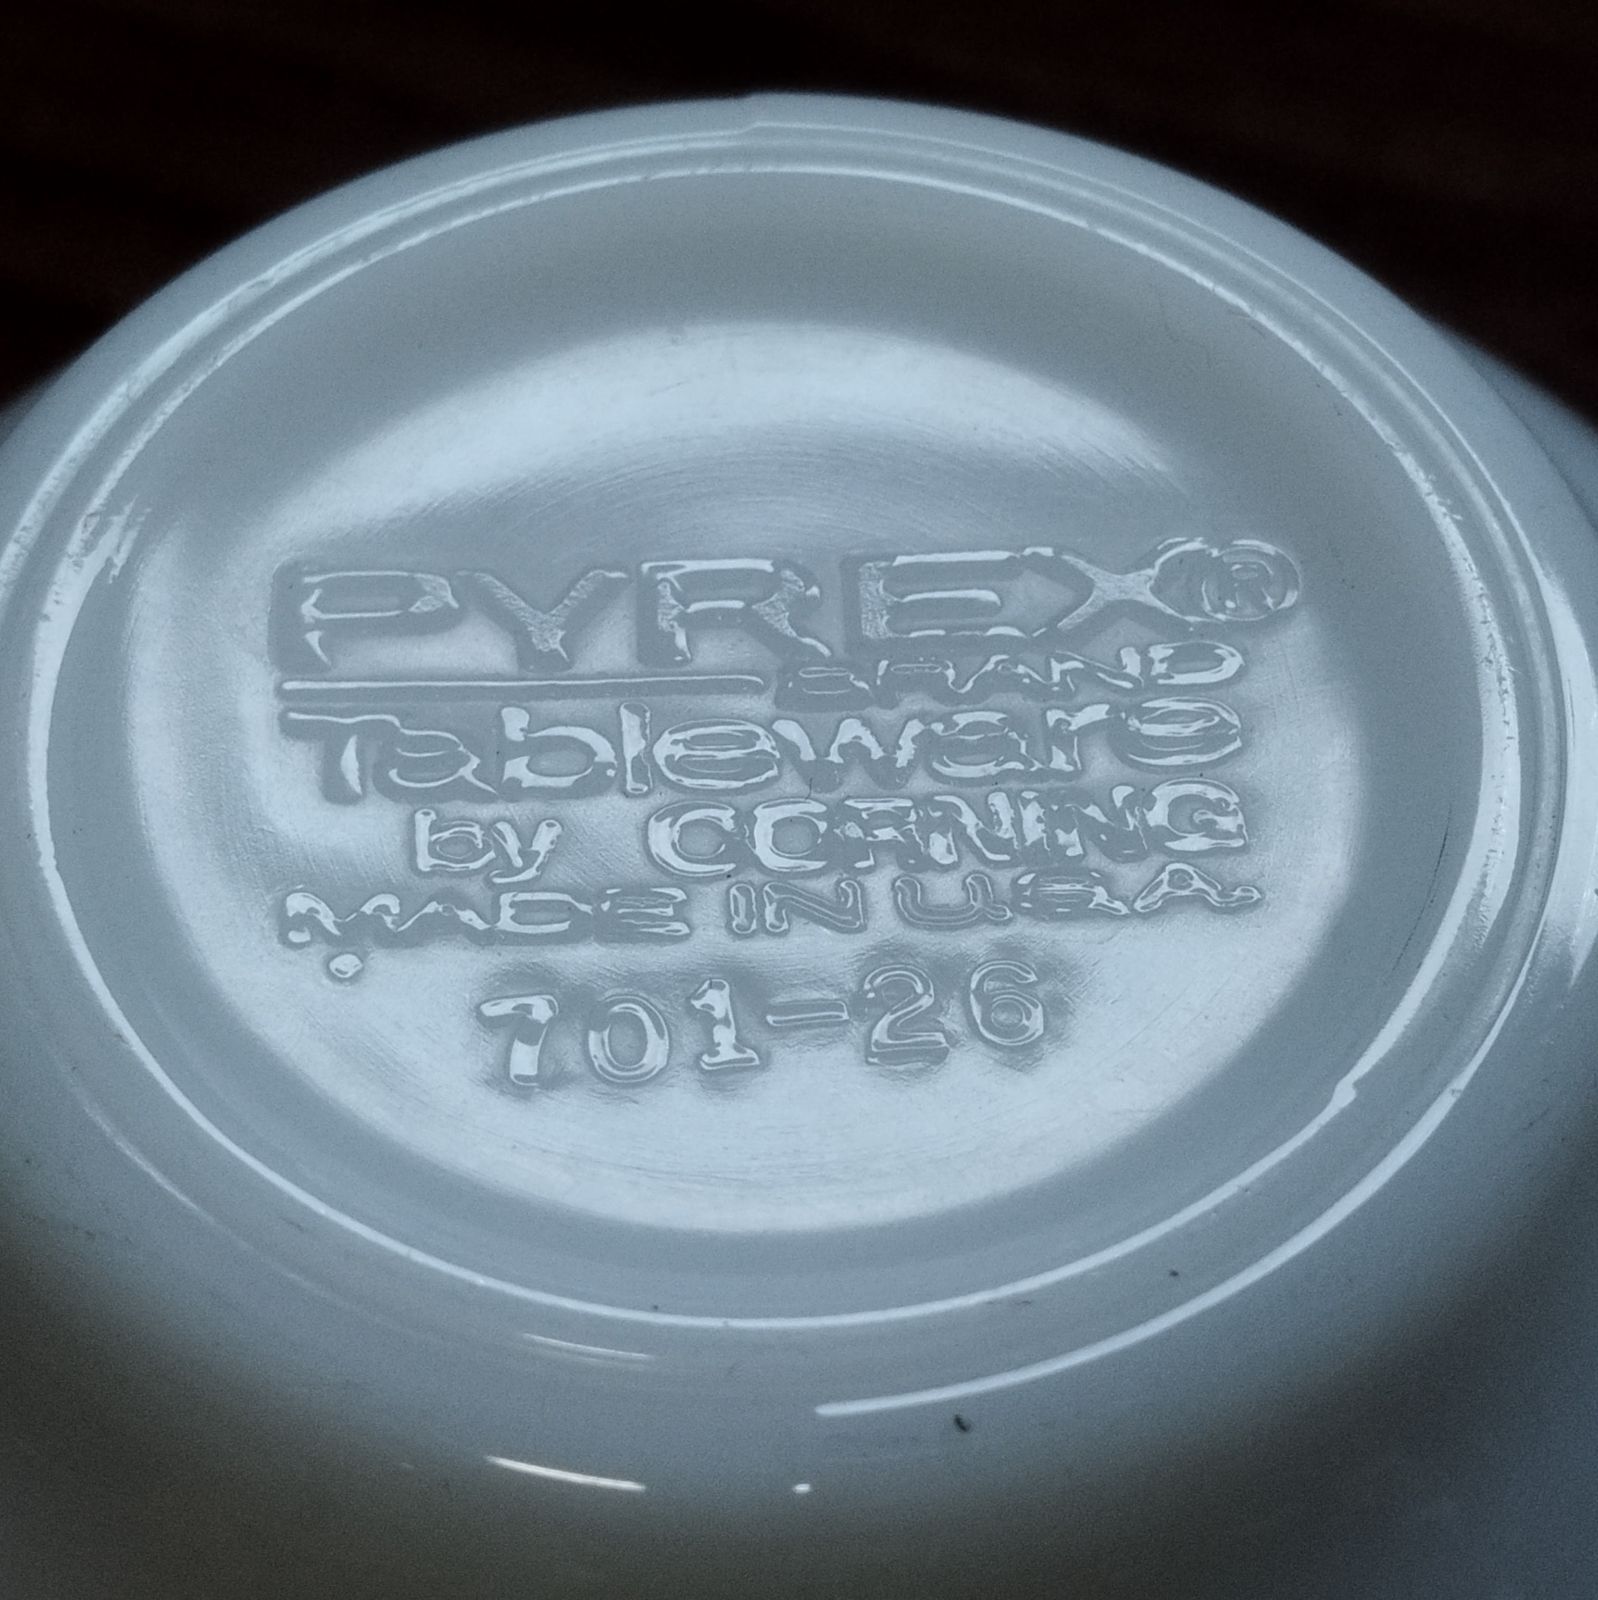 PYREX®
BRAND
Tableware
by CORNING
MADE IN U.S.A.
701-26